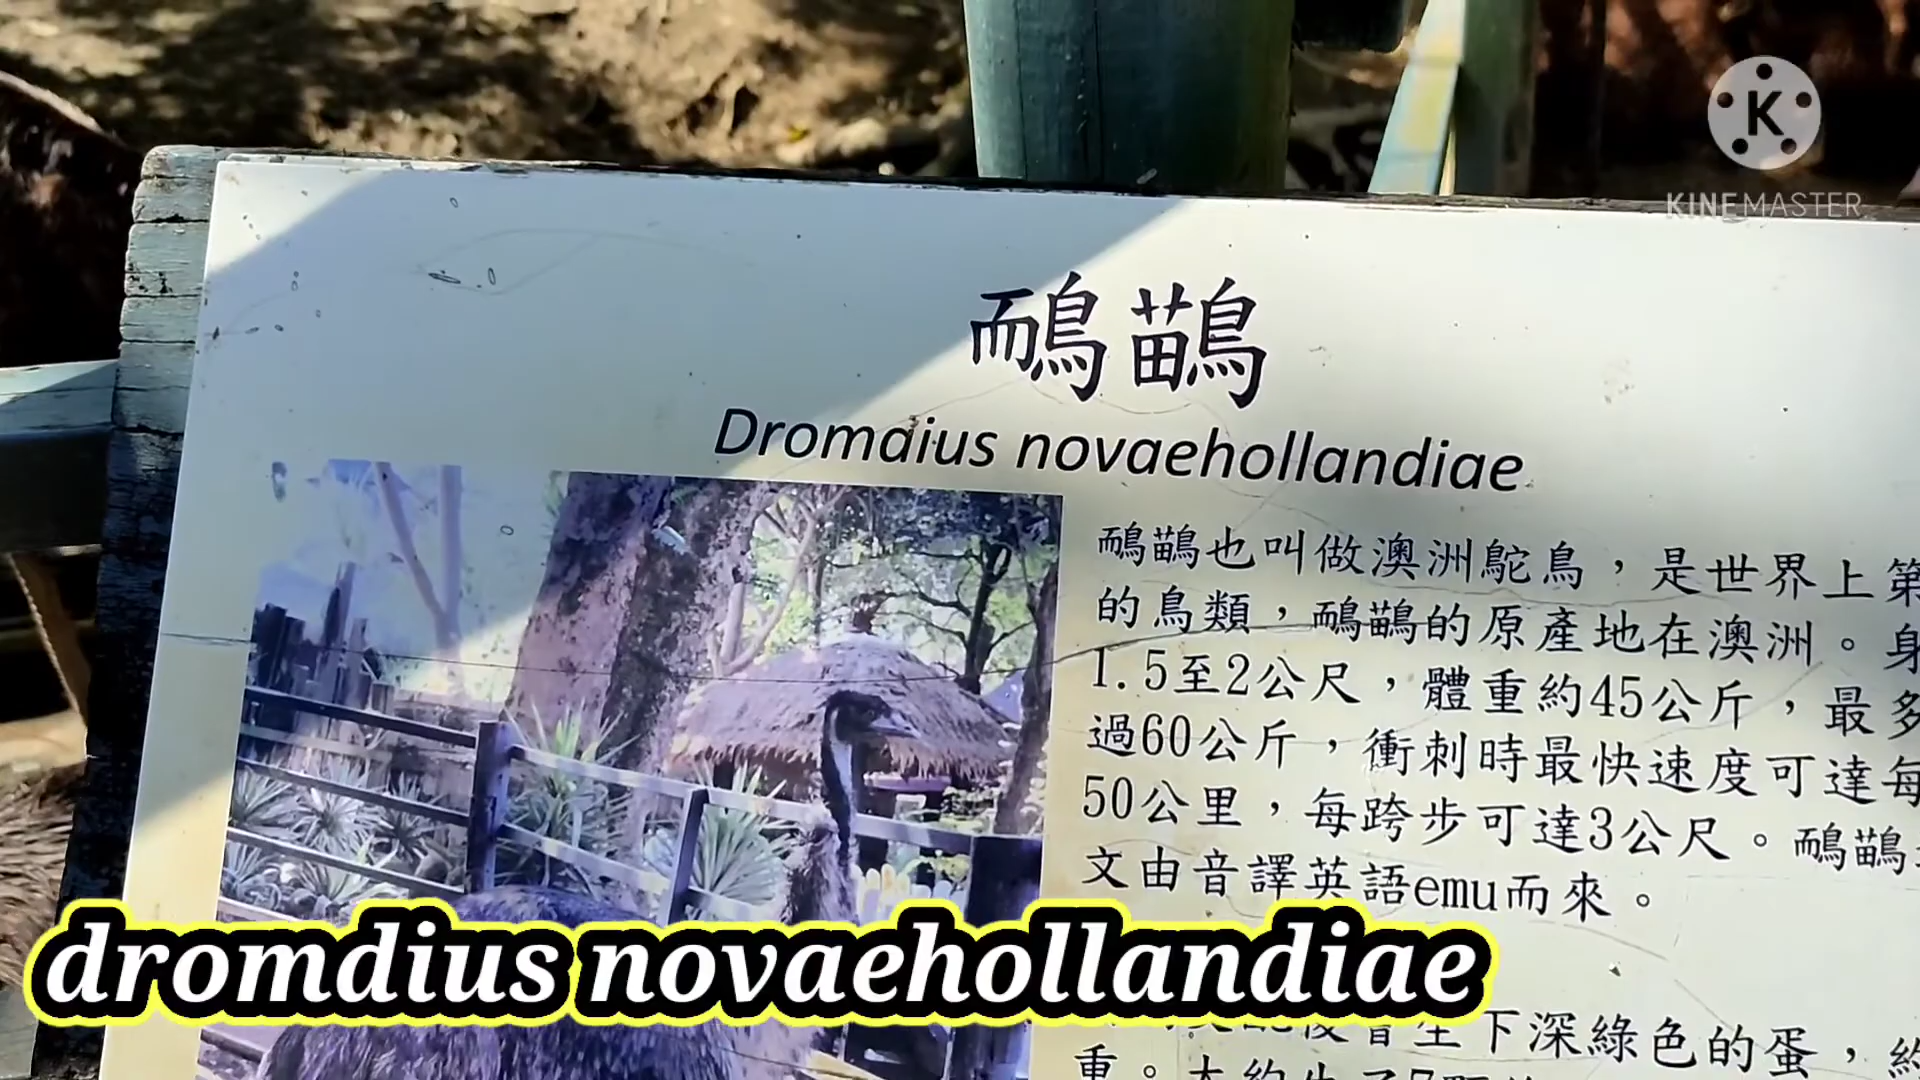 K
KINEMASTER
鴯鶓
Dromaius novaehollandiae
鴯鶓也叫做澳洲鴕鳥，是世界上第
的鳥類，鴯鶓的原產地在澳洲。身
1.5至2公尺，體重約45公斤，最多
過60公斤，衝刺時最快速度可達每
50公里，每跨步可達3公尺。鴯鶓
文由音譯英語emu而來。
dromdius novaehollandiae
下深綠色的蛋，約
重。